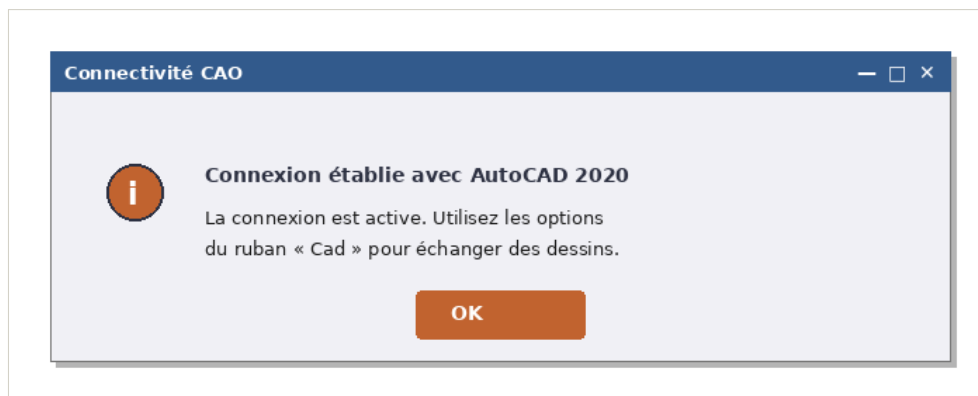 Connectivité CAO
i
Connexion établie avec AutoCAD 2020
La connexion est active. Utilisez les options
du ruban « Cad » pour échanger des dessins.
OK